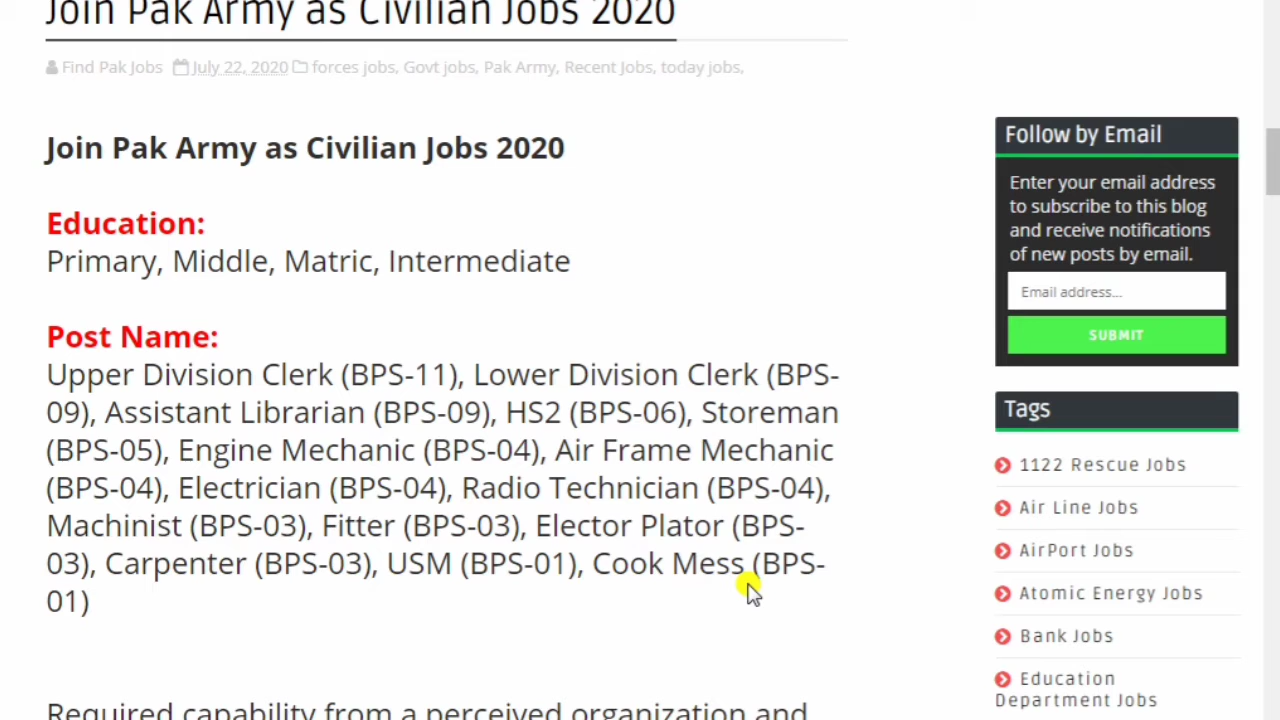 Join Pak Army as Civilian Jobs 2020
Find Pak Jobs July 22, 2020 forces jobs, Govt jobs, Pak Army, Recent Jobs, today jobs,
Join Pak Army as Civilian Jobs 2020
Education:
Primary, Middle, Matric, Intermediate
Post Name:
Upper Division Clerk (BPS-11), Lower Division Clerk (BPS-
09), Assistant Librarian (BPS-09), HS2 (BPS-06), Storeman
(BPS-05), Engine Mechanic (BPS-04), Air Frame Mechanic
(BPS-04), Electrician (BPS-04), Radio Technician (BPS-04),
Machinist (BPS-03), Fitter (BPS-03), Elector Plator (BPS-
03), Carpenter (BPS-03), USM (BPS-01), Cook Mess (BPS-
01)
Required capability from a perceived organization and
Follow by Email
Enter your email address
to subscribe to this blog
and receive notifications
of new posts by email.
Email address...
SUBMIT
Tags
1122 Rescue Jobs
Air Line Jobs
AirPort Jobs
Atomic Energy Jobs
Bank Jobs
Education
Department Jobs